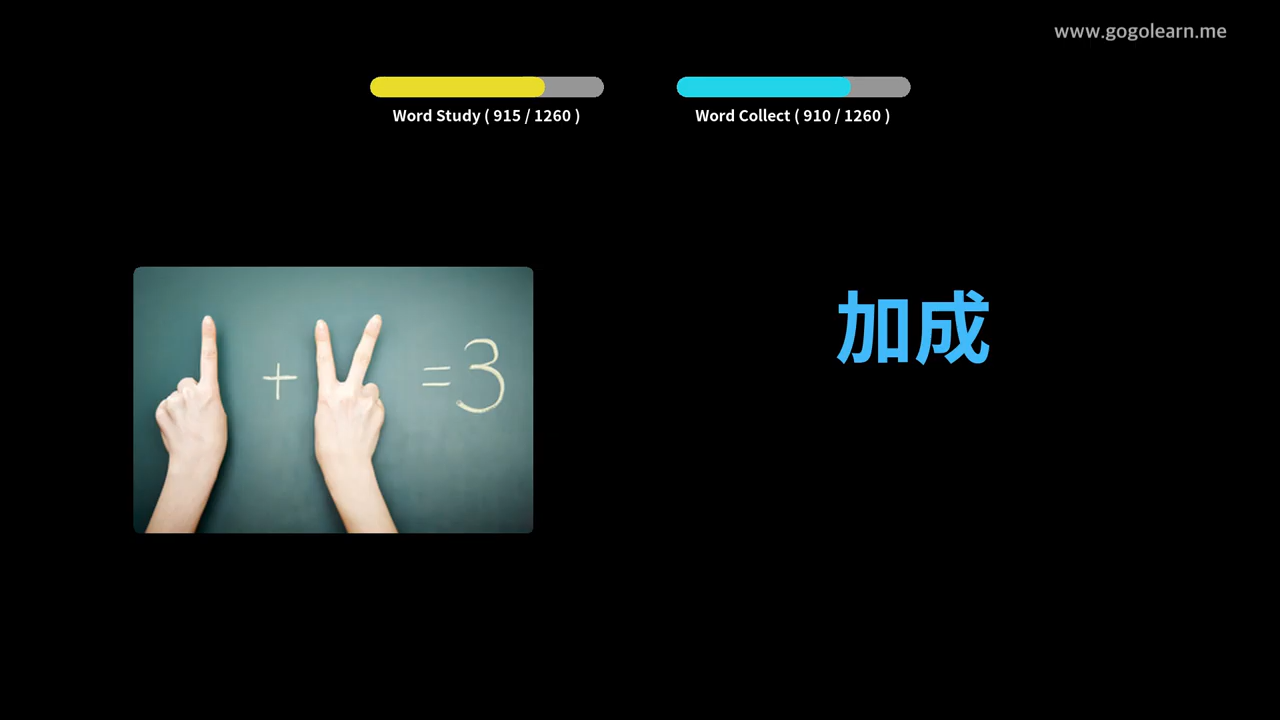 www.gogolearn.me
Word Study ( 915 / 1260 )
Word Collect ( 910 / 1260 )
+ = 3
加成